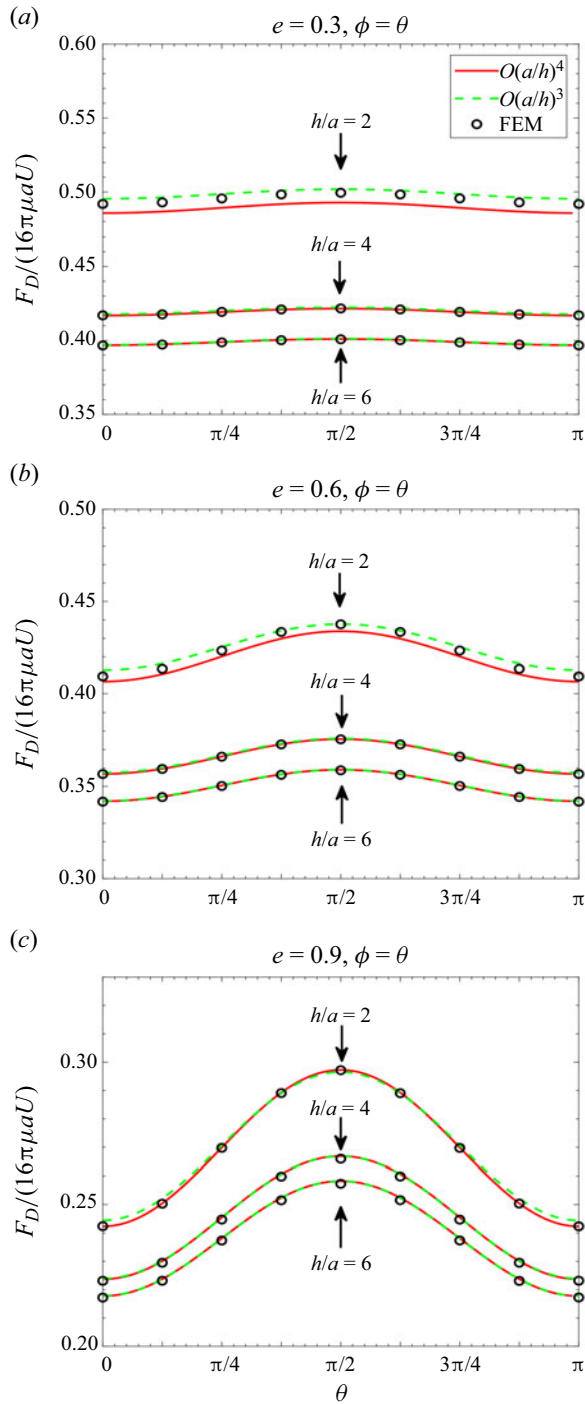 (a)
e = 0.3, ϕ = θ
0.60
O(a/h)⁴
O(a/h)³
FEM
0.55
h/a = 2
0.50
F_D/(16πμaU)
h/a = 4
0.45
0.40
h/a = 6
0.35
0 π/4 π/2 3π/4 π
(b)
e = 0.6, ϕ = θ
0.50
h/a = 2
0.45
F_D/(16πμaU)
0.40
h/a = 4
0.35
h/a = 6
0.30
0 π/4 π/2 3π/4 π
(c)
e = 0.9, ϕ = θ
h/a = 2
0.30
h/a = 4
F_D/(16πμaU)
0.25
h/a = 6
0.20
0 π/4 π/2 3π/4 π
θ